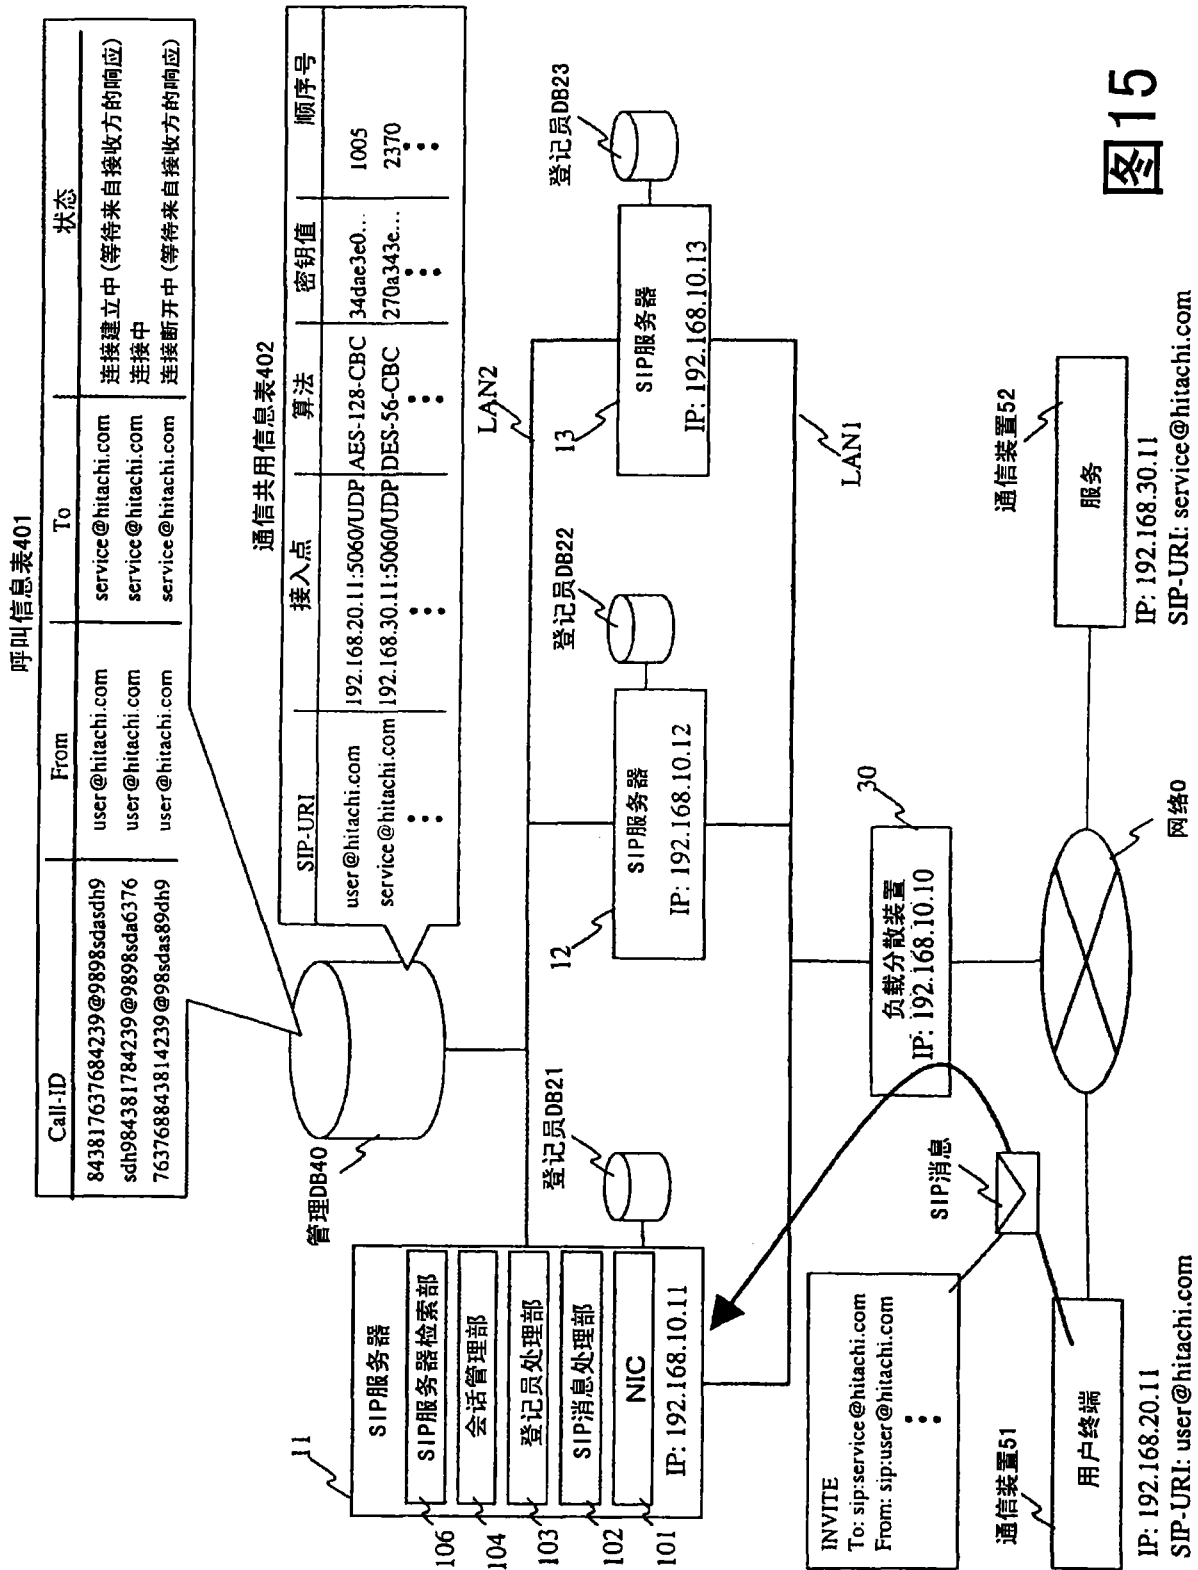 呼叫信息表401
Call-ID From To 状态
843817637684239@9898sdasdh9 user@hitachi.com service@hitachi.com 连接建立中(等待来自接收方的响应)
sdh984381784239@9898sda6376 user@hitachi.com service@hitachi.com 连接中
763768843814239@98sdas89dh9 user@hitachi.com service@hitachi.com 连接断开中(等待来自接收方的响应)
通信共用信息表402
SIP-URI 接入点 算法 密钥值 顺序号
user@hitachi.com 192.168.20.11:5060/UDP AES-128-CBC 34dae3e0... 1005
service@hitachi.com 192.168.30.11:5060/UDP DES-56-CBC 270a343e... 2370
管理DB40
11
SIP服务器
SIP服务器检索部
会话管理部
登记员处理部
SIP消息处理部
NIC
IP: 192.168.10.11
106
104
103
102
101
登记员DB21
LAN2
12
SIP服务器
IP: 192.168.10.12
登记员DB22
13
SIP服务器
IP: 192.168.10.13
登记员DB23
LAN1
30
负载分散装置
IP: 192.168.10.10
SIP消息
INVITE
To: sip:service@hitachi.com
From: sip:user@hitachi.com
通信装置51
用户终端
IP: 192.168.20.11
SIP-URI: user@hitachi.com
网络0
通信装置52
服务
IP: 192.168.30.11
SIP-URI: service@hitachi.com
图15